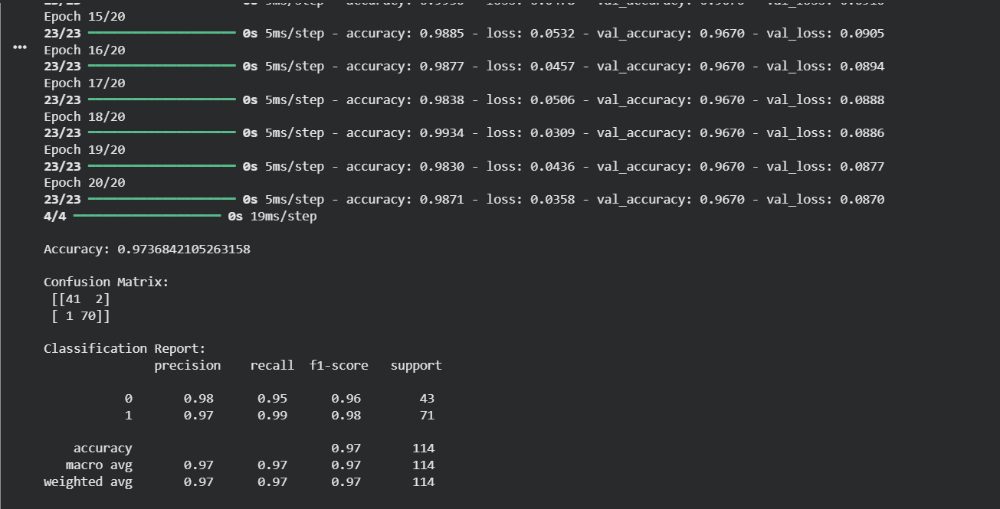 Epoch 15/20
23/23 ━━━━━━━━━━━━━━━━━━━━ 0s 5ms/step - accuracy: 0.9885 - loss: 0.0532 - val_accuracy: 0.9670 - val_loss: 0.0905
Epoch 16/20
23/23 ━━━━━━━━━━━━━━━━━━━━ 0s 5ms/step - accuracy: 0.9877 - loss: 0.0457 - val_accuracy: 0.9670 - val_loss: 0.0894
Epoch 17/20
23/23 ━━━━━━━━━━━━━━━━━━━━ 0s 5ms/step - accuracy: 0.9838 - loss: 0.0506 - val_accuracy: 0.9670 - val_loss: 0.0888
Epoch 18/20
23/23 ━━━━━━━━━━━━━━━━━━━━ 0s 5ms/step - accuracy: 0.9934 - loss: 0.0309 - val_accuracy: 0.9670 - val_loss: 0.0886
Epoch 19/20
23/23 ━━━━━━━━━━━━━━━━━━━━ 0s 5ms/step - accuracy: 0.9830 - loss: 0.0436 - val_accuracy: 0.9670 - val_loss: 0.0877
Epoch 20/20
23/23 ━━━━━━━━━━━━━━━━━━━━ 0s 5ms/step - accuracy: 0.9871 - loss: 0.0358 - val_accuracy: 0.9670 - val_loss: 0.0870
4/4 ━━━━━━━━━━━━━━━━━━━━ 0s 19ms/step

Accuracy: 0.9736842105263158

Confusion Matrix:
 [[41  2]
 [ 1 70]]

Classification Report:
               precision    recall  f1-score   support

           0       0.98      0.95      0.96        43
           1       0.97      0.99      0.98        71

    accuracy                           0.97       114
   macro avg       0.97      0.97      0.97       114
weighted avg       0.97      0.97      0.97       114